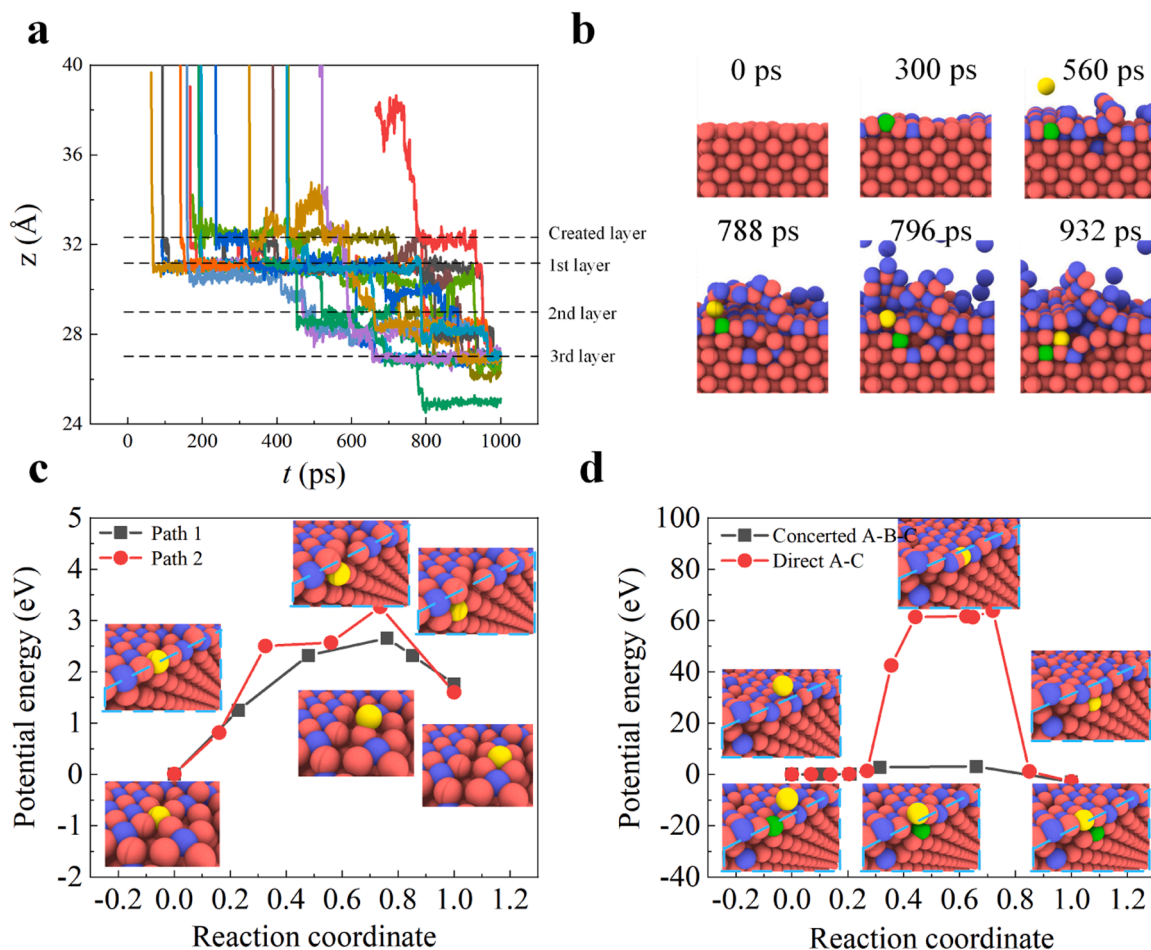 a
z (Å)
40
36
32
28
24
0
200
400
600
800
1000
t (ps)
Created layer
1st layer
2nd layer
3rd layer
b
0 ps
300 ps
560 ps
788 ps
796 ps
932 ps
c
Potential energy (eV)
5
4
3
2
1
0
-1
-2
Path 1
Path 2
-0.2
0.0
0.2
0.4
0.6
0.8
1.0
1.2
Reaction coordinate
d
Potential energy (eV)
100
80
60
40
20
0
-20
-40
Concerted A-B-C
Direct A-C
-0.2
0.0
0.2
0.4
0.6
0.8
1.0
1.2
Reaction coordinate